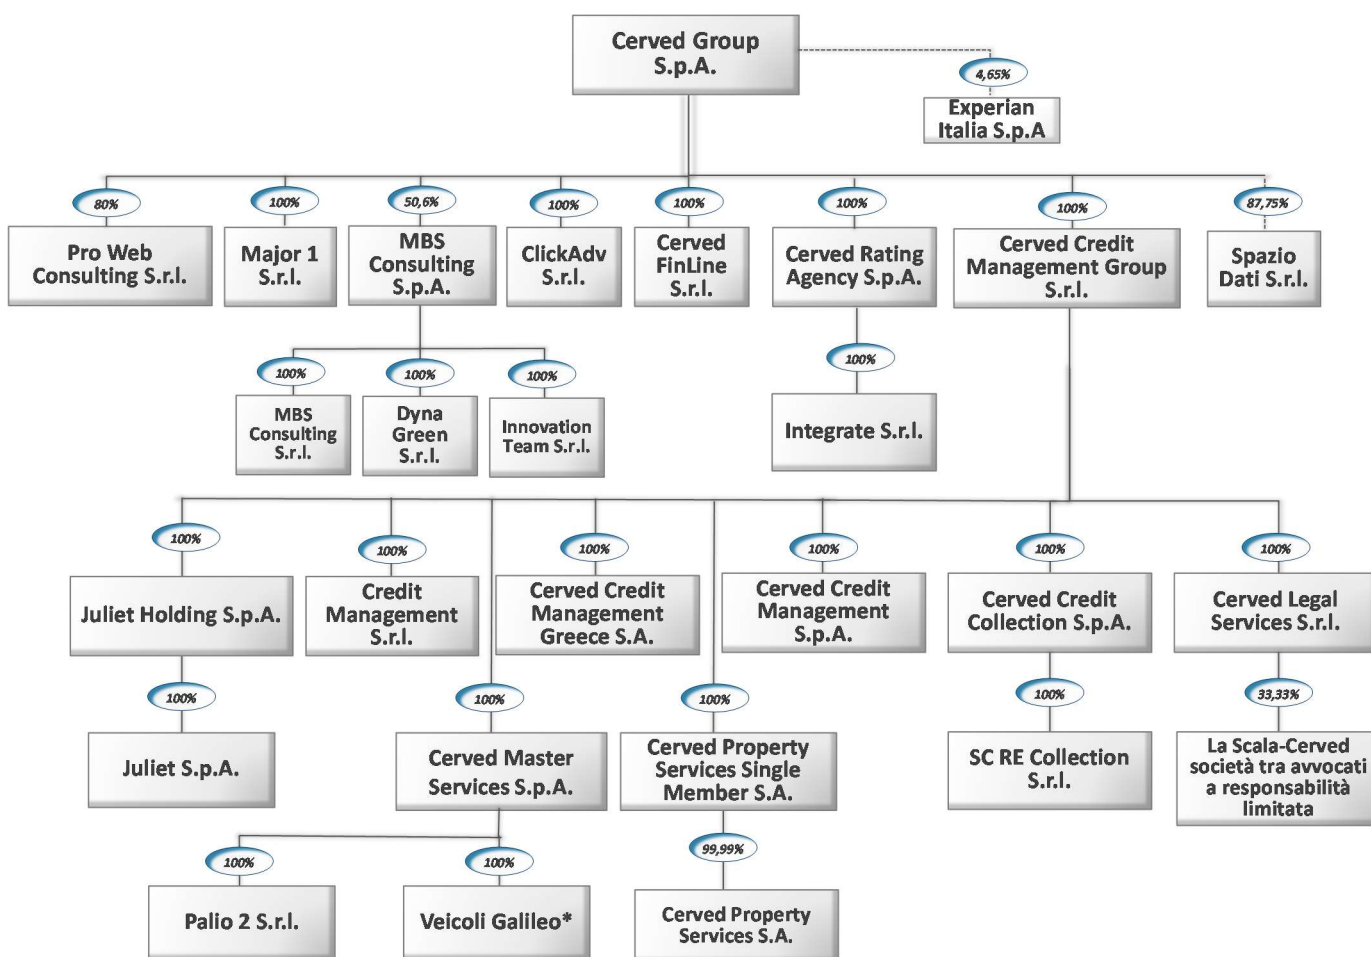 Cerved Group
S.p.A.
4,65%
Experian
Italia S.p.A
80%
100%
50,6%
100%
100%
100%
100%
87,75%
Pro Web
Consulting S.r.l.
Major 1
S.r.l.
MBS
Consulting
S.p.A.
ClickAdv
S.r.l.
Cerved
FinLine
S.r.l.
Cerved Rating
Agency S.p.A.
Cerved Credit
Management Group
S.r.l.
Spazio
Dati S.r.l.
100%
100%
100%
100%
MBS
Consulting
S.r.l.
Dyna
Green
S.r.l.
Innovation
Team S.r.l.
Integrate S.r.l.
100%
100%
100%
100%
100%
100%
Juliet Holding S.p.A.
Credit
Management
S.r.l.
Cerved Credit
Management
Greece S.A.
Cerved Credit
Management
S.p.A.
Cerved Credit
Collection S.p.A.
Cerved Legal
Services S.r.l.
100%
100%
100%
100%
33,33%
Juliet S.p.A.
Cerved Master
Services S.p.A.
Cerved Property
Services Single
Member S.A.
SC RE Collection
S.r.l.
La Scala-Cerved
società tra avvocati
a responsabilità
limitata
100%
100%
99,99%
Palio 2 S.r.l.
Veicoli Galileo*
Cerved Property
Services S.A.